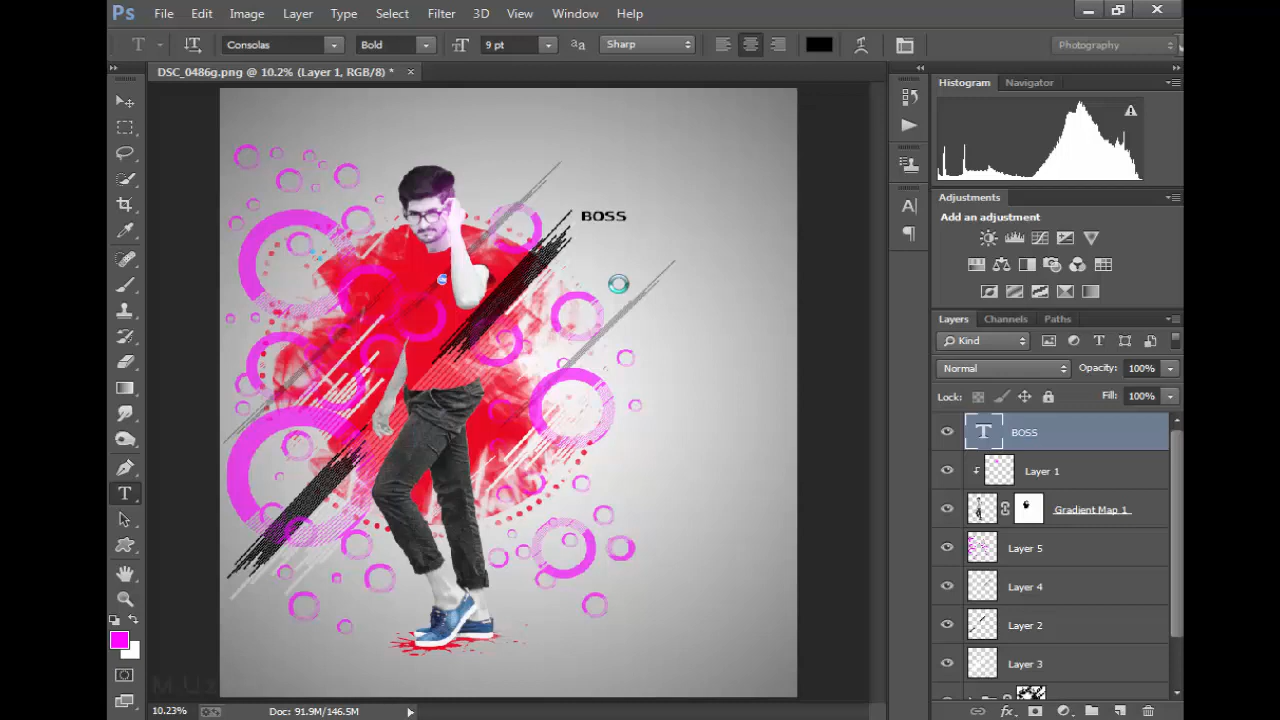 Ps File Edit Image Layer Type Select Filter 3D View Window Help
T Consolas Bold 9 pt aa Sharp Photography
DSC_0486g.png @ 10.2% (Layer 1, RGB/8) * ×
Histogram Navigator
Adjustments
Add an adjustment
BOSS
Layers Channels Paths
Kind
Normal Opacity: 100%
Lock: Fill: 100%
T BOSS
Layer 1
Gradient Map 1
Layer 5
Layer 4
Layer 2
Layer 3
10.23% Doc: 91.9M/146.5M